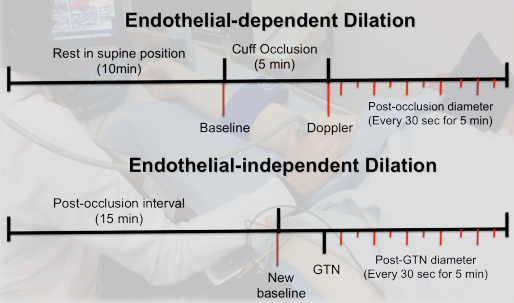 Endothelial-dependent Dilation
Rest in supine position
(10min)
Cuff Occlusion
(5 min)
Baseline
Doppler
Post-occlusion diameter
(Every 30 sec for 5 min)
Endothelial-independent Dilation
Post-occlusion interval
(15 min)
New
baseline
GTN
Post-GTN diameter
(Every 30 sec for 5 min)